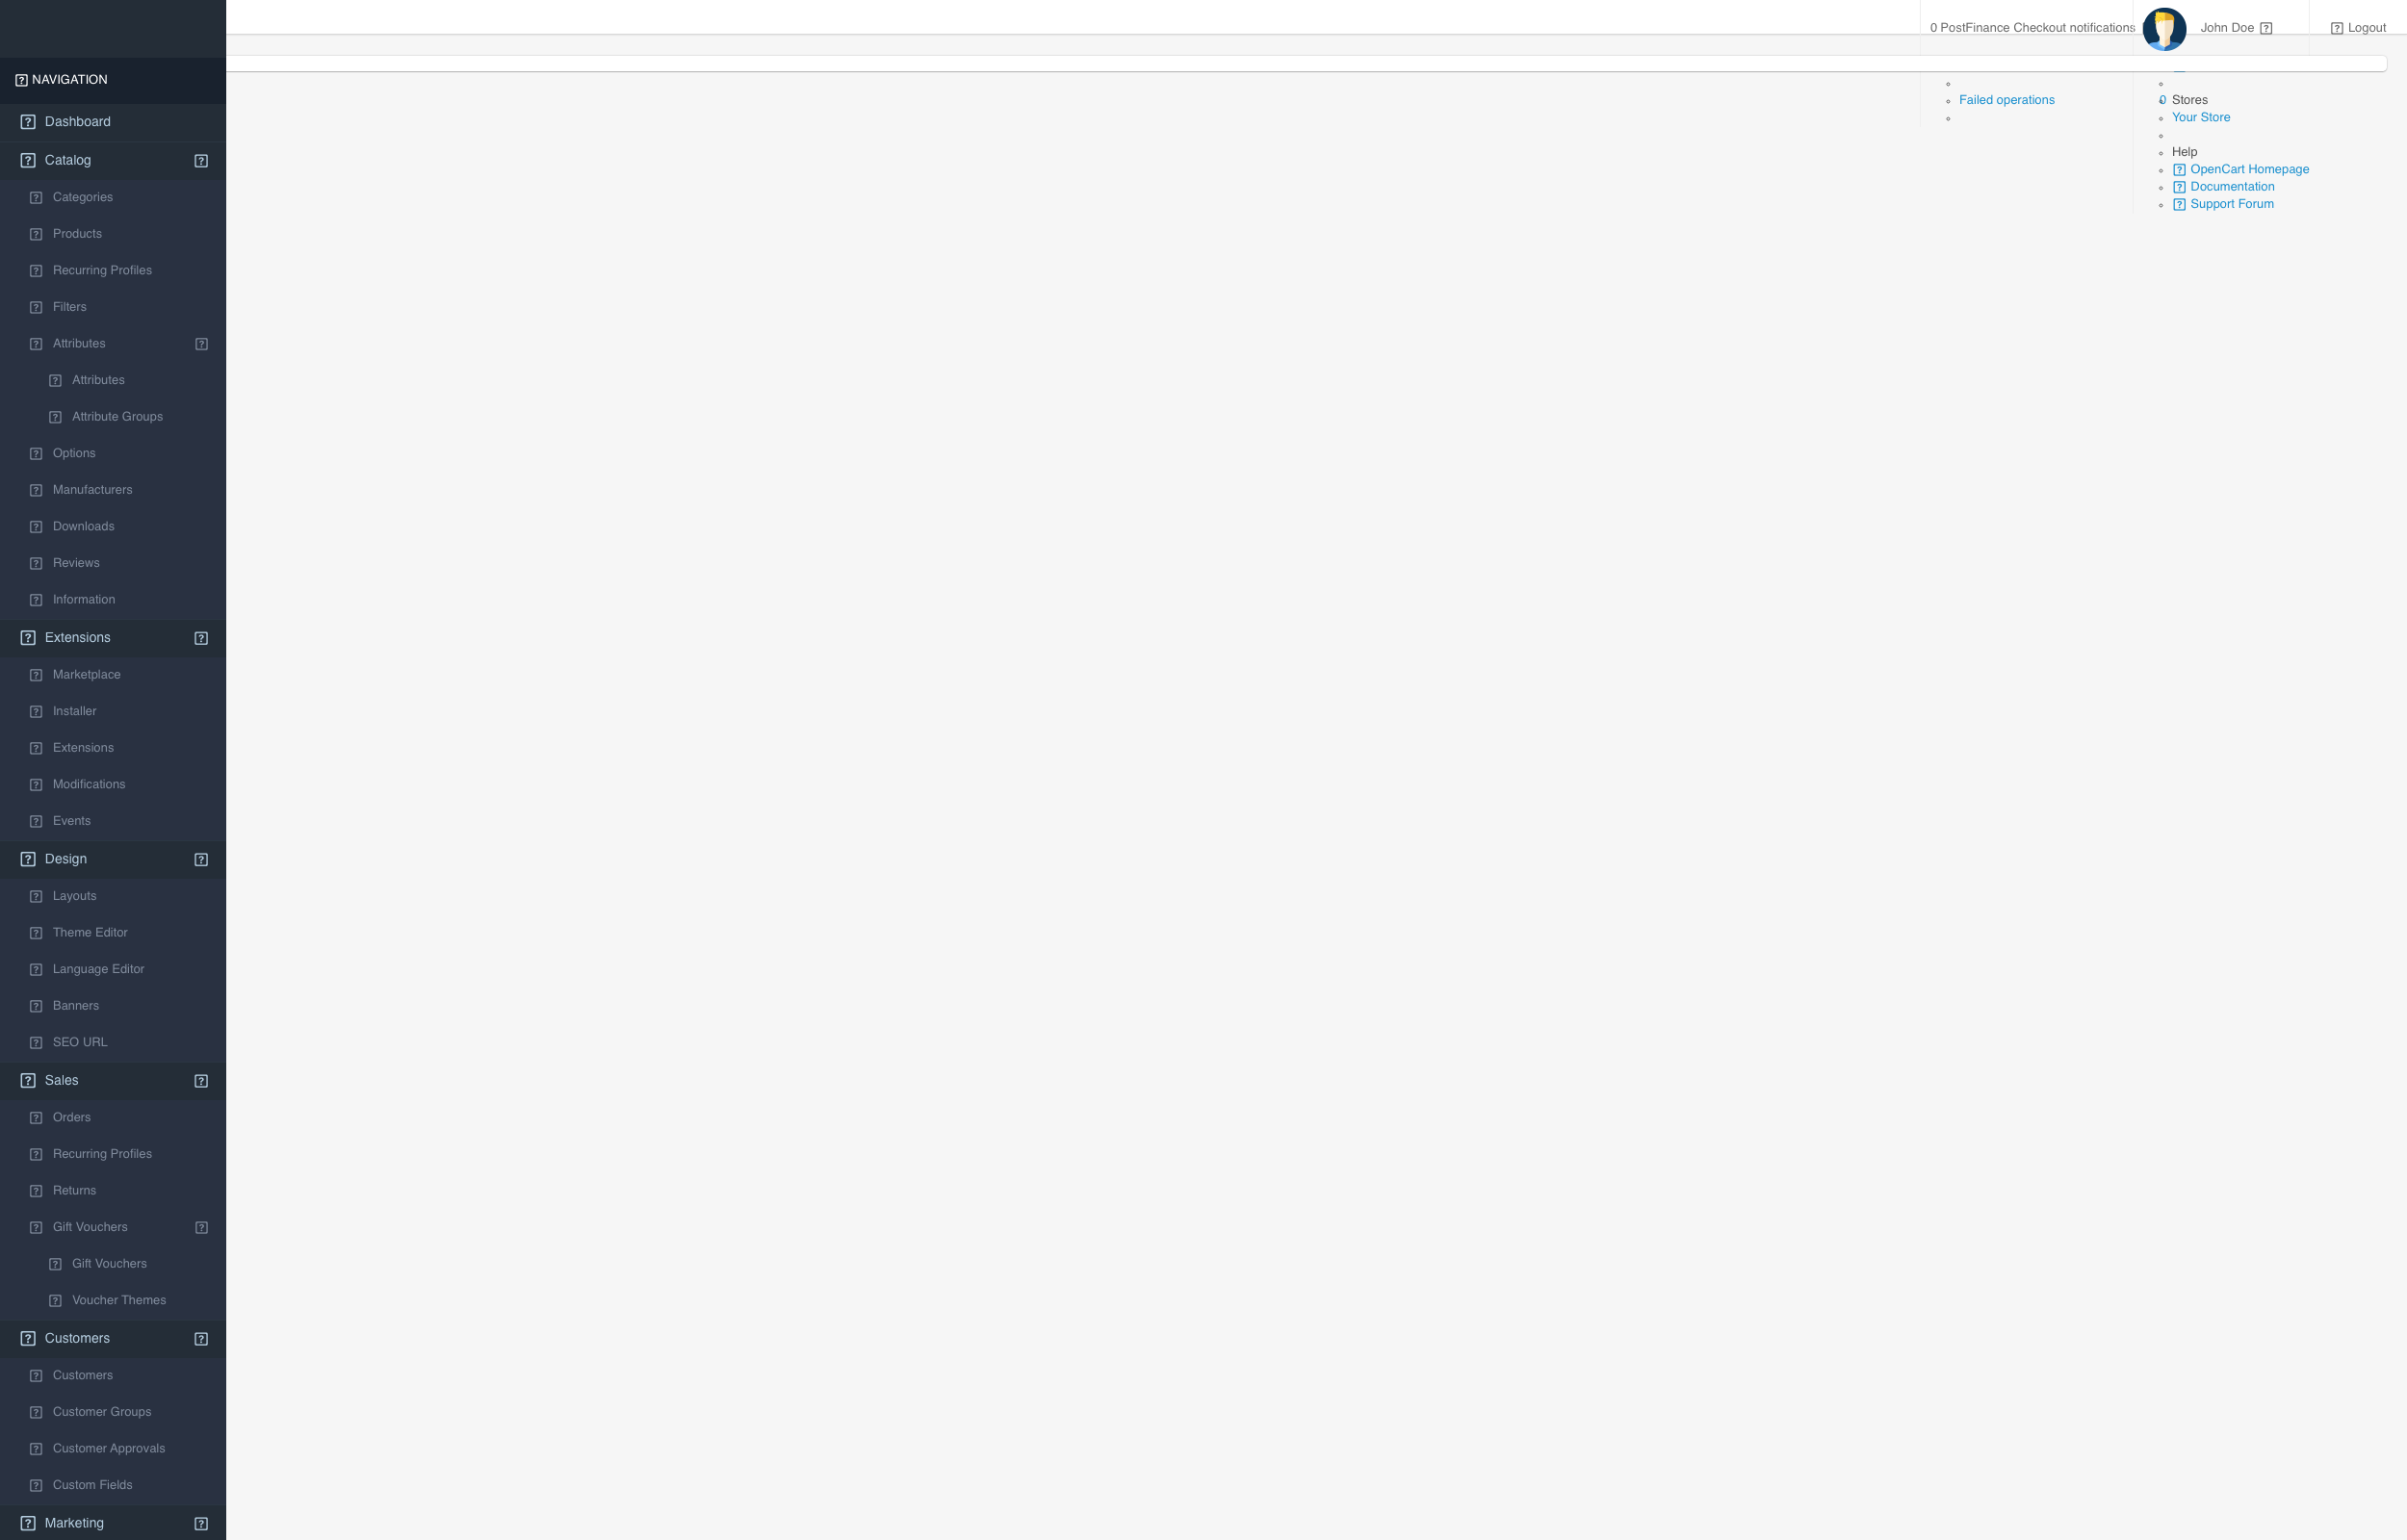 0 PostFinance Checkout notifications
John Doe
Logout
NAVIGATION
Failed operations
0
Stores
Your Store
Help
OpenCart Homepage
Documentation
Support Forum
Dashboard
Catalog
Categories
Products
Recurring Profiles
Filters
Attributes
Attributes
Attribute Groups
Options
Manufacturers
Downloads
Reviews
Information
Extensions
Marketplace
Installer
Extensions
Modifications
Events
Design
Layouts
Theme Editor
Language Editor
Banners
SEO URL
Sales
Orders
Recurring Profiles
Returns
Gift Vouchers
Gift Vouchers
Voucher Themes
Customers
Customers
Customer Groups
Customer Approvals
Custom Fields
Marketing